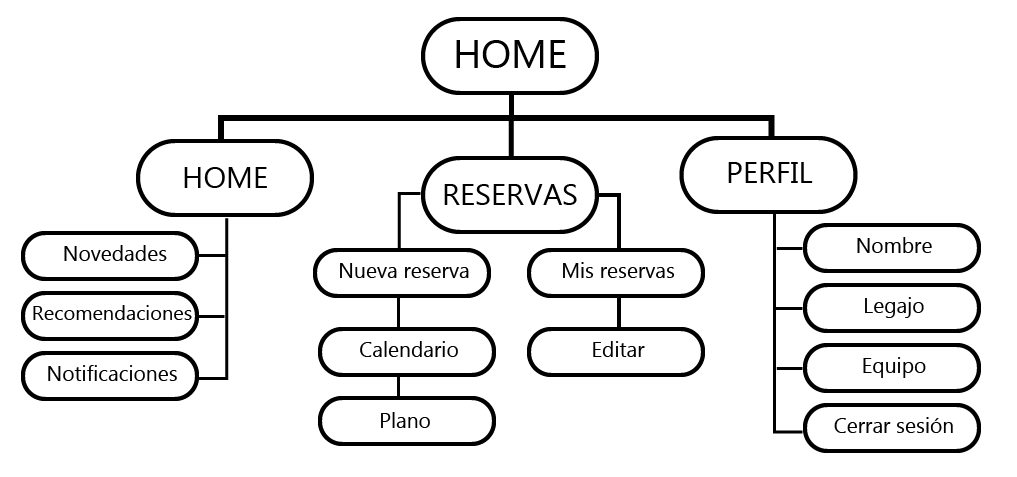 HOME
HOME
Novedades
Recomendaciones
Notificaciones
RESERVAS
Nueva reserva
Calendario
Plano
Mis reservas
Editar
PERFIL
Nombre
Legajo
Equipo
Cerrar sesión